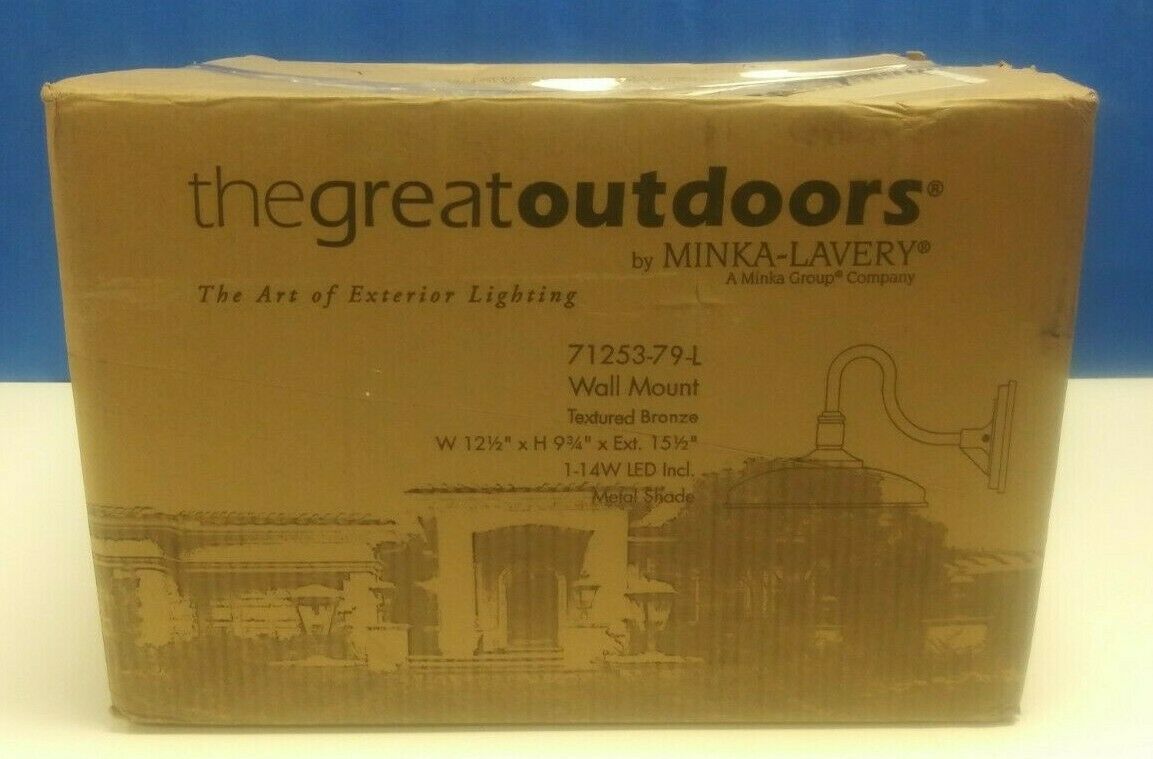 thegreatoutdoors®
by MINKA-LAVERY®
A Minka Group® Company
The Art of Exterior Lighting
71253-79-L
Wall Mount
Textured Bronze
W 12½" x H 9¾" x Ext. 15½"
1-14W LED Incl.
Metal Shade